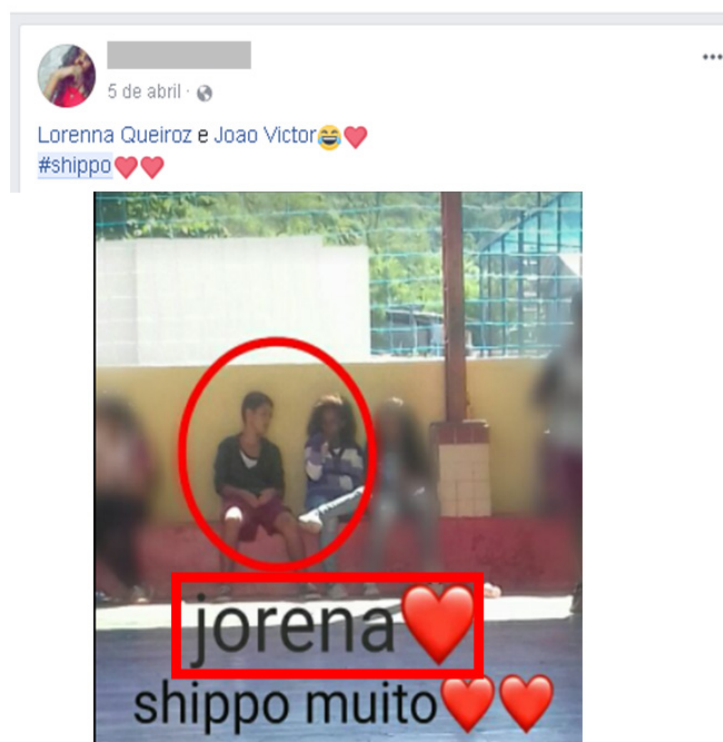 5 de abril ·
Lorenna Queiroz e Joao Victor😂❤
#shippo❤❤
jorena❤
shippo muito❤❤